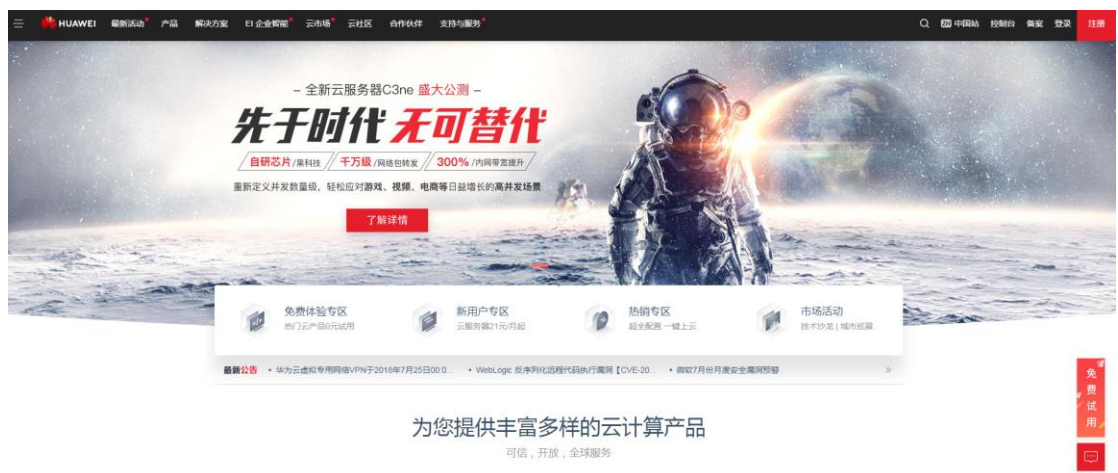 HUAWEI 最新活动 产品 解决方案 EI 企业智能 云市场 云社区 合作伙伴 支持与服务 ZH 中国站 控制台 备案 登录 注册
– 全新云服务器C3ne 盛大公测 –
先于时代 无可替代
自研芯片/黑科技 千万级/网络包转发 300%/内网带宽提升
重新定义并发数量级，轻松应对游戏、视频、电商等日益增长的高并发场景
了解详情
免费体验专区 新用户专区 热销专区 市场活动
热门云产品0元试用 云服务器21元/月起 超全配置 一键上云 技术沙龙 | 城市巡展
最新公告 • 华为云虚拟专用网络VPN于2018年7月25日00:0... • WebLogic 反序列化远程代码执行漏洞【CVE-20... • 微软7月份月度安全漏洞预警 »
免费试用
为您提供丰富多样的云计算产品
可信，开放，全球服务